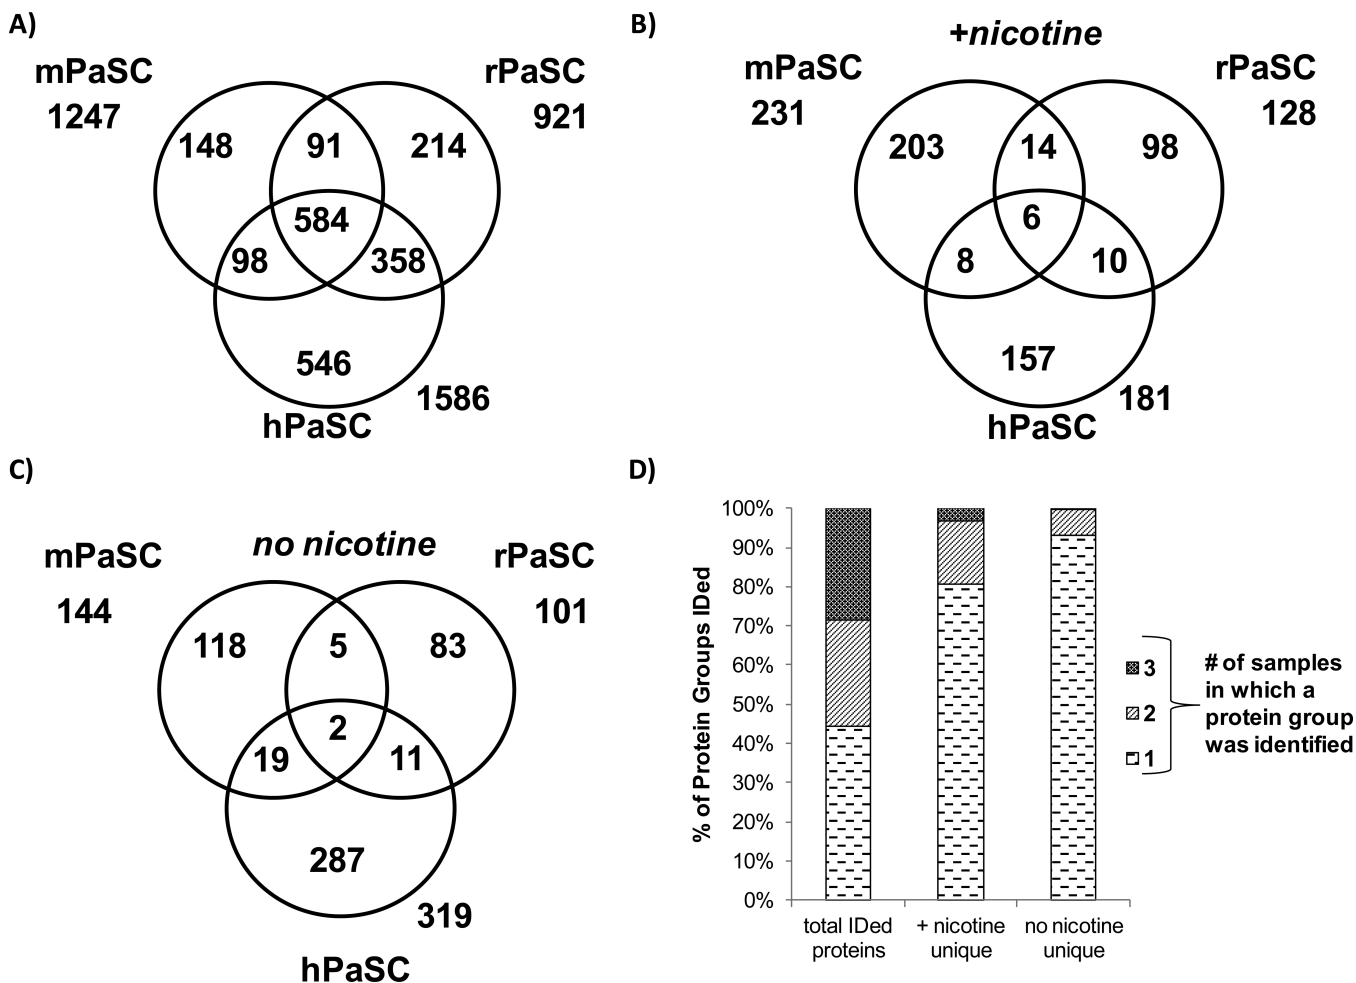 A)
mPaSC
1247
rPaSC
921
148
91
214
584
98
358
546
1586
hPaSC
B)
+nicotine
mPaSC
231
rPaSC
128
203
14
98
6
8
10
157
181
hPaSC
C)
no nicotine
mPaSC
144
rPaSC
101
118
5
83
2
19
11
287
319
hPaSC
D)
% of Protein Groups IDed
100%
90%
80%
70%
60%
50%
40%
30%
20%
10%
0%
total IDed
proteins
+ nicotine
unique
no nicotine
unique
3
2
1
# of samples
in which a
protein group
was identified